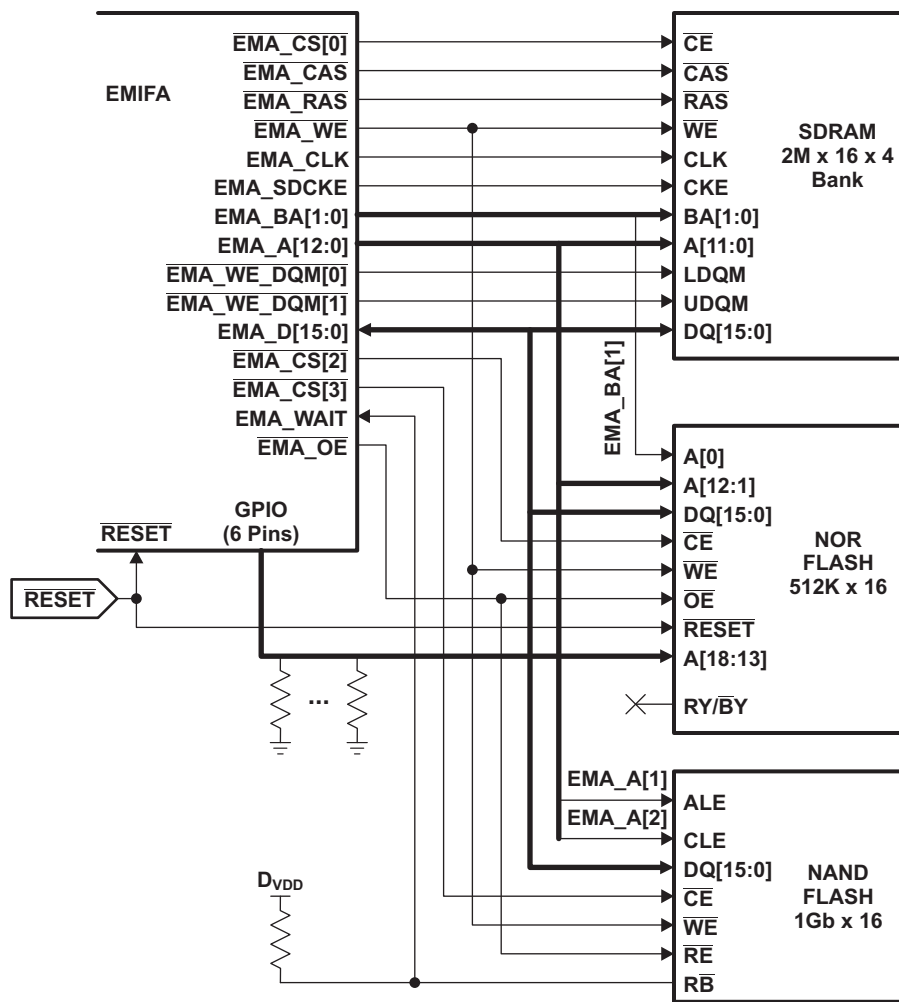 EMIFA
EMA_CS[0]
EMA_CAS
EMA_RAS
EMA_WE
EMA_CLK
EMA_SDCKE
EMA_BA[1:0]
EMA_A[12:0]
EMA_WE_DQM[0]
EMA_WE_DQM[1]
EMA_D[15:0]
EMA_CS[2]
EMA_CS[3]
EMA_WAIT
EMA_OE
GPIO
(6 Pins)
RESET
RESET
CE
CAS
RAS
WE
CLK
CKE
BA[1:0]
A[11:0]
LDQM
UDQM
DQ[15:0]
SDRAM
2M x 16 x 4
Bank
EMA_BA[1]
A[0]
A[12:1]
DQ[15:0]
CE
WE
OE
RESET
A[18:13]
RY/BY
NOR
FLASH
512K x 16
...
EMA_A[1]
EMA_A[2]
ALE
CLE
DQ[15:0]
CE
WE
RE
RB
NAND
FLASH
1Gb x 16
DVDD